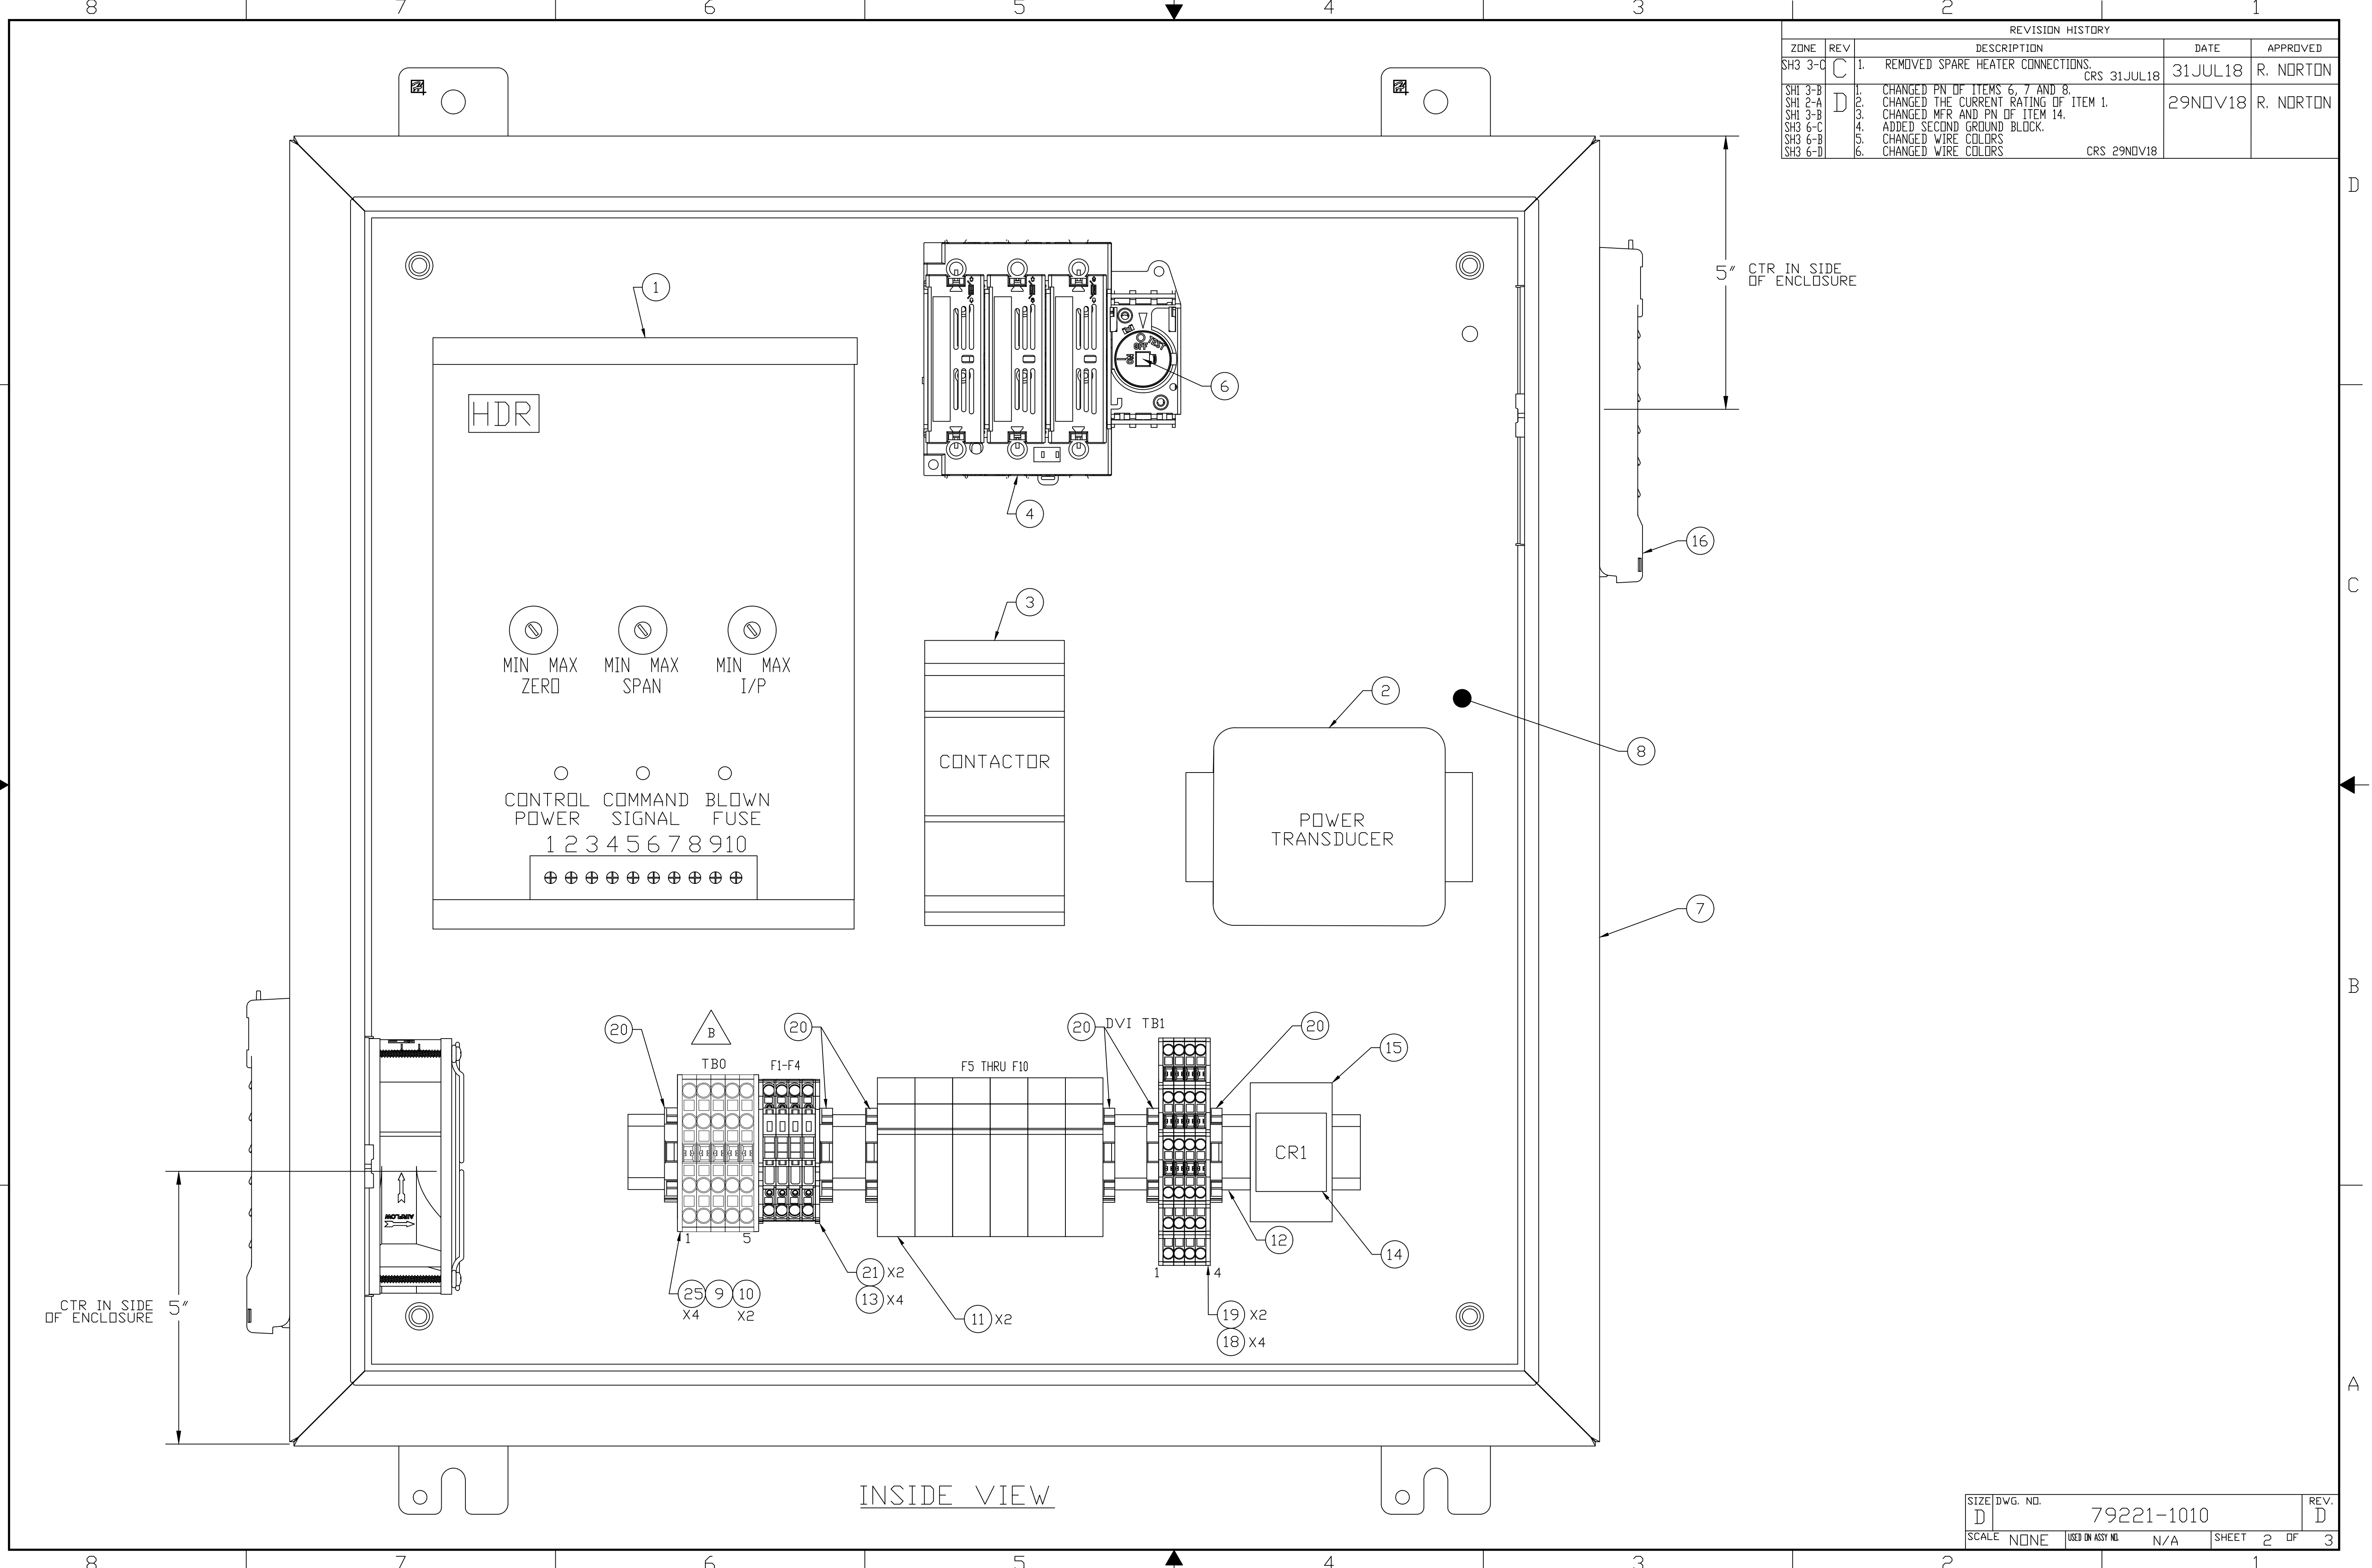 8 7 6 5 4 3 2 1
REVISION HISTORY
ZONE REV DESCRIPTION DATE APPROVED
SH3 3-C C 1. REMOVED SPARE HEATER CONNECTIONS. 31JUL18 R. NORTON
CRS 31JUL18
SH1 3-B D 1. CHANGED PN OF ITEMS 6, 7 AND 8. 29NOV18 R. NORTON
SH1 2-A 2. CHANGED THE CURRENT RATING OF ITEM 1.
SH1 3-B 3. CHANGED MFR AND PN OF ITEM 14.
SH3 6-C 4. ADDED SECOND GROUND BLOCK.
SH3 6-B 5. CHANGED WIRE COLORS
SH3 6-D 6. CHANGED WIRE COLORS CRS 29NOV18
D
5" CTR IN SIDE
OF ENCLOSURE
1
TEST
OFF
ON
6
HDR
4
16
C
3
MIN MAX MIN MAX MIN MAX
ZERO SPAN I/P
2
8
CONTACTOR
CONTROL COMMAND BLOWN
POWER SIGNAL FUSE
1 2 3 4 5 6 7 8 9 10
POWER
TRANSDUCER
7
B
20 B 20 20 DVI TB1 20
15
TB0 F1-F4 F5 THRU F10
CR1
AIRFLOW
1 5
12
14
1 4
21 X2
25 9 10
13 X4
X4 X2
11 X2
19 X2
18 X4
CTR IN SIDE 5"
OF ENCLOSURE
A
INSIDE VIEW
SIZE DWG. NO. REV.
D 79221-1010 D
SCALE NONE USED ON ASSY NO. N/A SHEET 2 OF 3
8 7 6 5 4 3 2 1